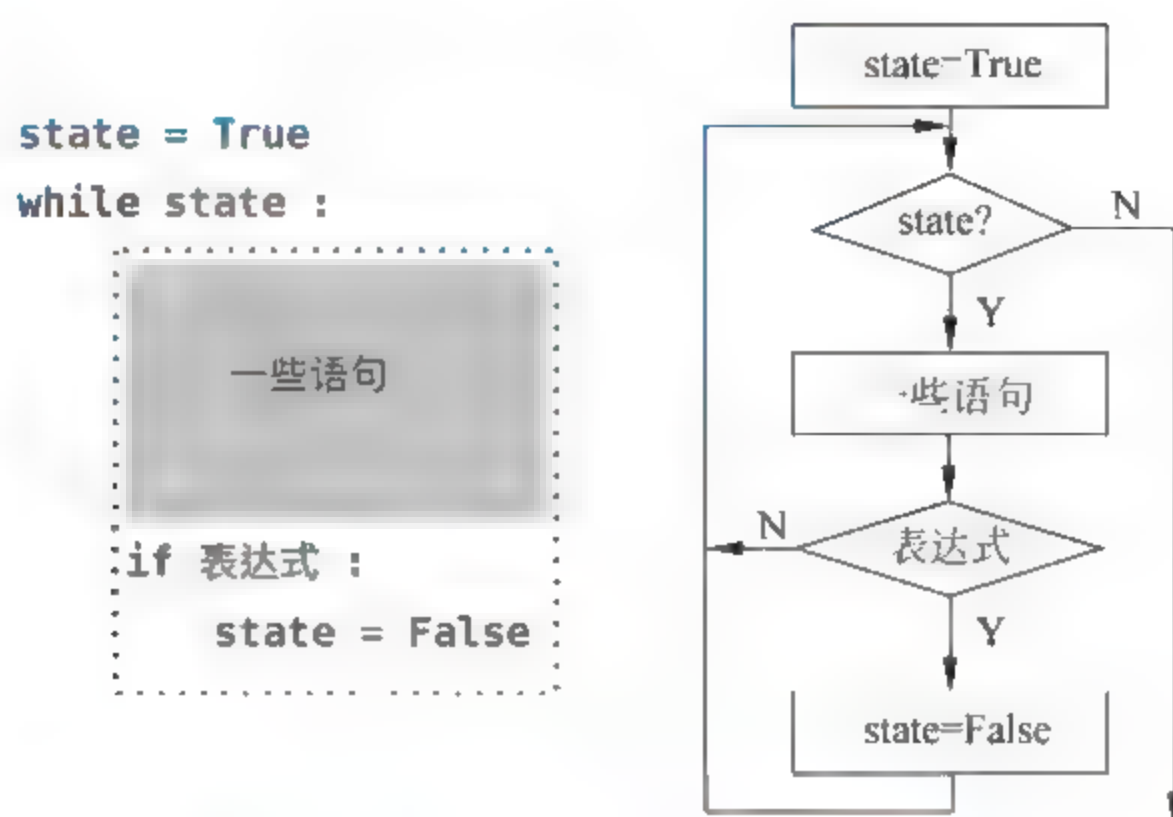 state = True
while state :
一些语句
if 表达式 :
state = False
state=True
state?
N
Y
一些语句
N
表达式
Y
state=False